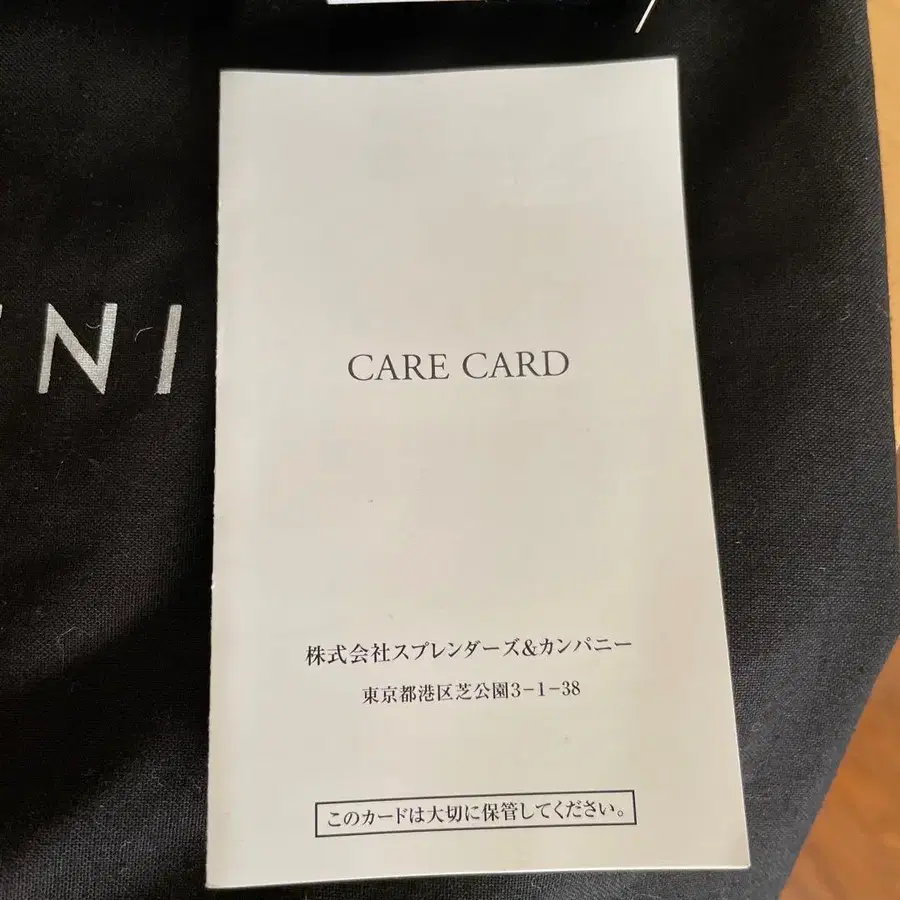 NI
CARE CARD
株式会社スプレンダーズ&カンパニー
東京都港区芝公園3-1-38
このカードは大切に保管してください。